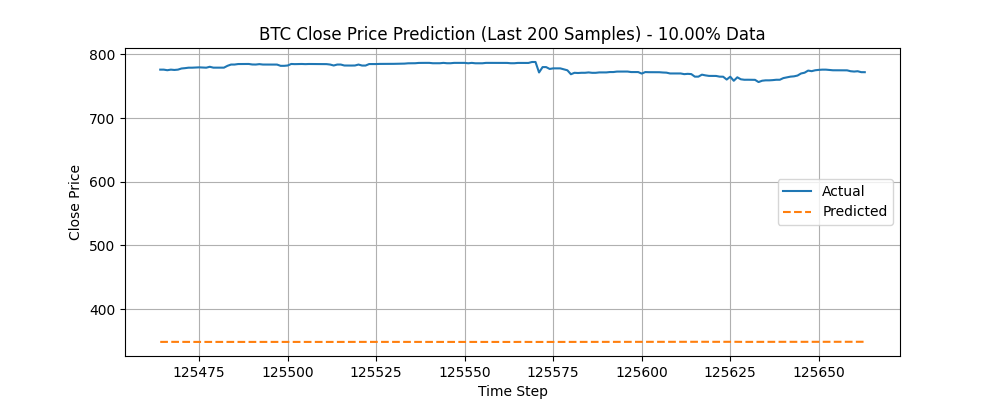 BTC Close Price Prediction (Last 200 Samples) - 10.00% Data
800
700
600
500
400
Close Price
Actual
Predicted
125475 125500 125525 125550 125575 125600 125625 125650
Time Step